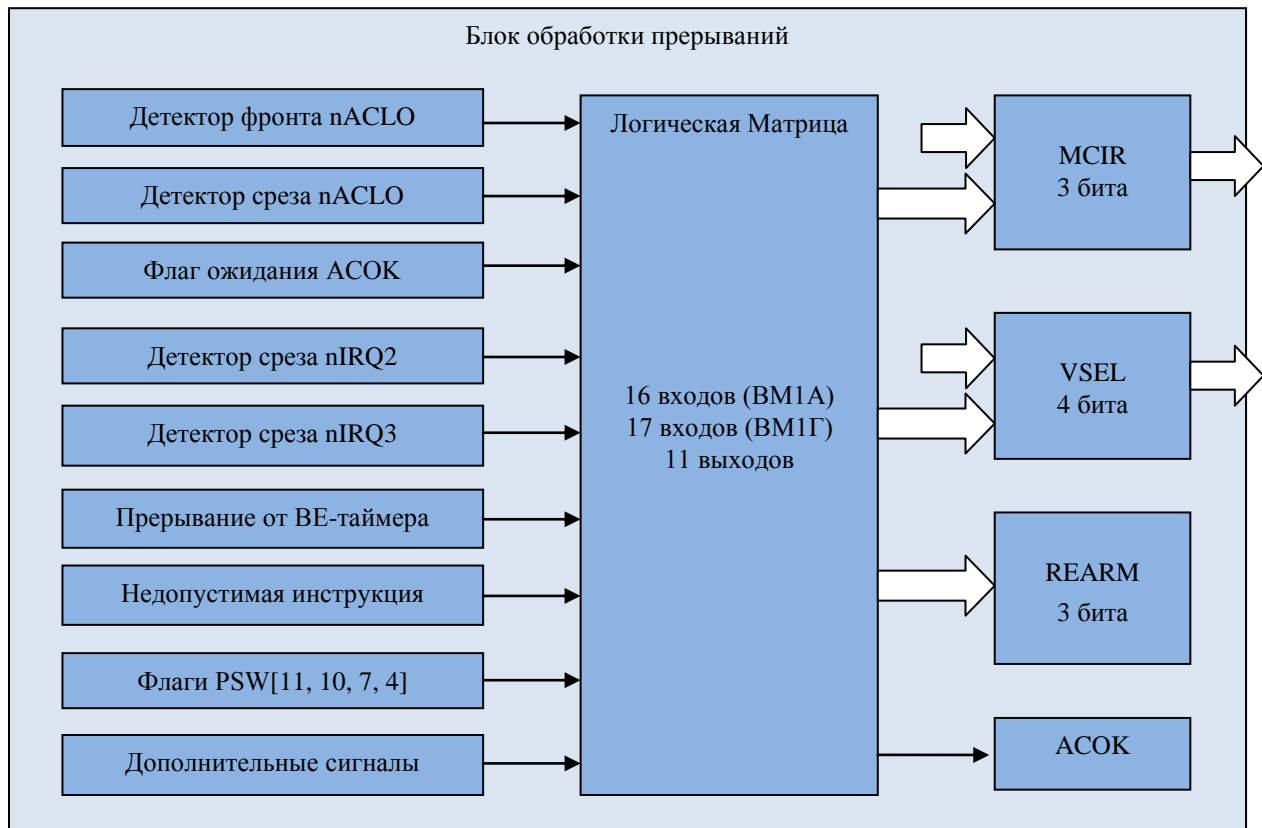 Блок обработки прерываний
Детектор фронта nACLO
Детектор среза nACLO
Флаг ожидания ACOK
Детектор среза nIRQ2
Детектор среза nIRQ3
Прерывание от ВЕ-таймера
Недопустимая инструкция
Флаги PSW[11, 10, 7, 4]
Дополнительные сигналы
Логическая Матрица
16 входов (ВМ1А)
17 входов (ВМ1Г)
11 выходов
MCIR
3 бита
VSEL
4 бита
REARM
3 бита
ACOK